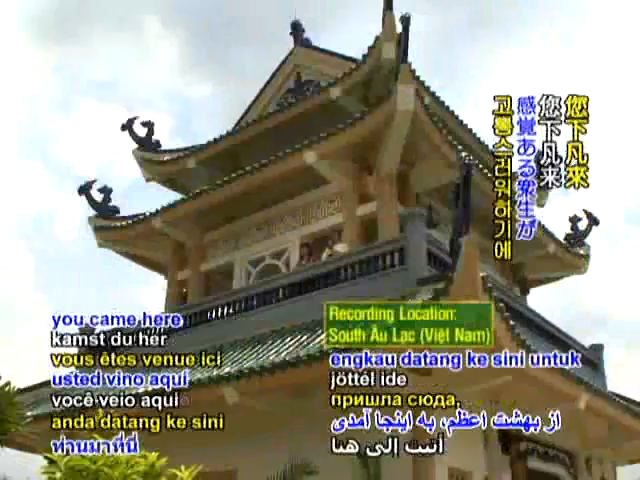 您下凡來
您下凡来
感覚ある衆生が
고통스러워하기에
you came here
kamst du her
vous êtes venue ici
usted vino aquí
você veio aqui
anda datang ke sini
ท่านมาที่นี่
Recording Location:
South Âu Lạc (Việt Nam)
engkau datang ke sini untuk
jöttél ide
пришла сюда,
از بهشت اعظم، به اینجا آمدی
أتيت إلى هنا